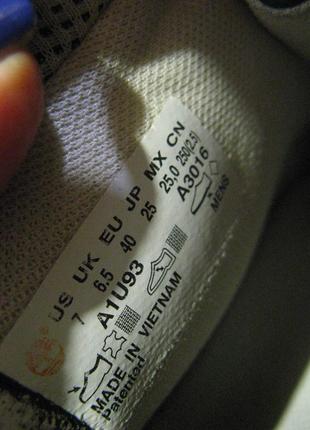 US UK EU JP MX CN
7 6.5 40 25 25.0 250(2.5)
A1U93 A3016
MENS
MADE IN VIETNAM
Patented